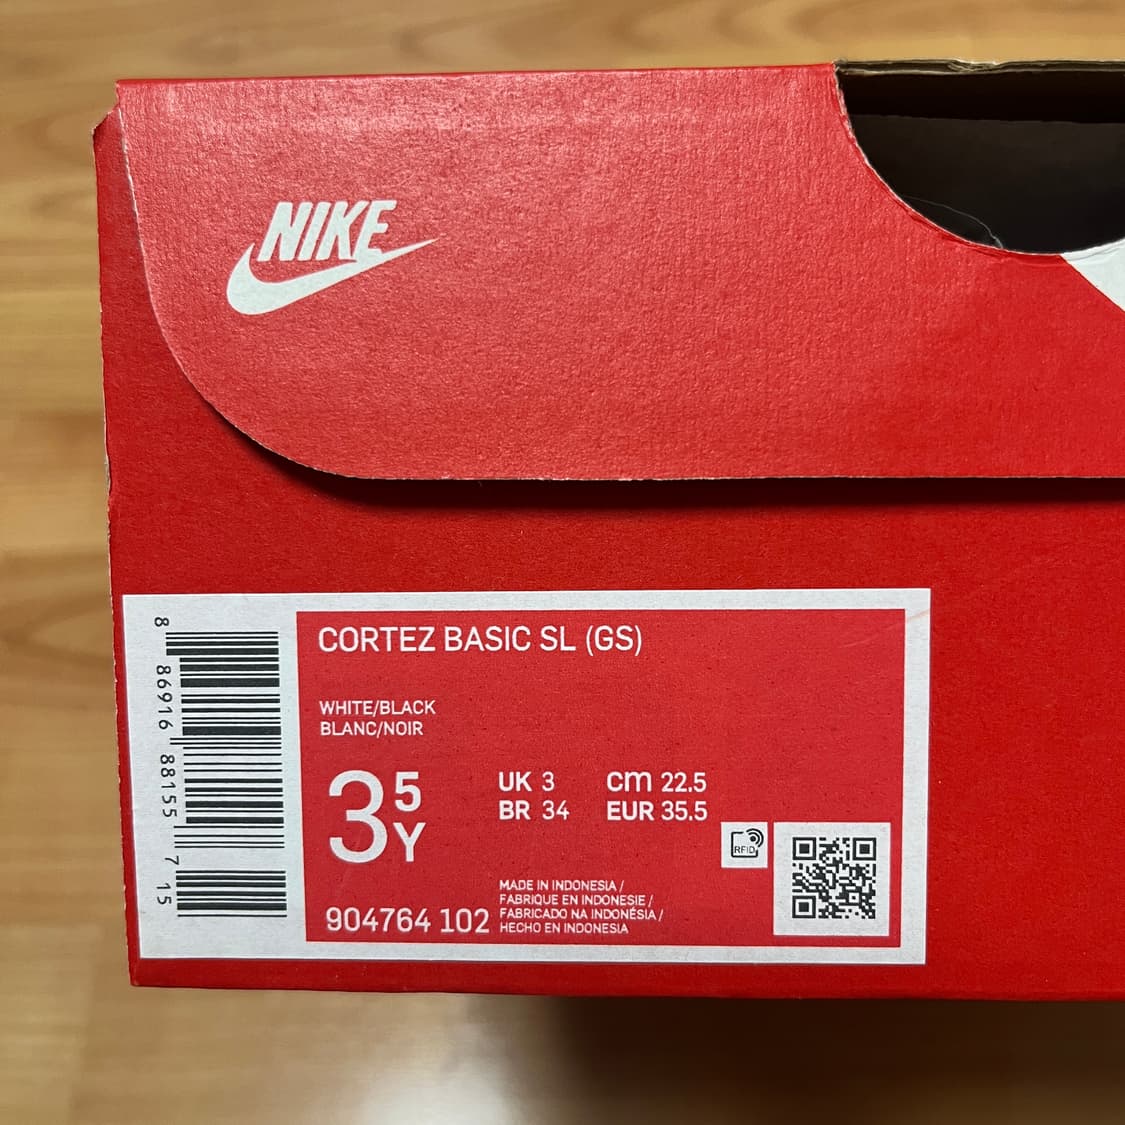 NIKE
8 86916 88155 7 15
CORTEZ BASIC SL (GS)
WHITE/BLACK
BLANC/NOIR
3 5 Y
UK 3 cm 22.5
BR 34 EUR 35.5
RFID
904764 102
MADE IN INDONESIA /
FABRIQUE EN INDONESIE /
FABRICADO NA INDONÉSIA /
HECHO EN INDONESIA